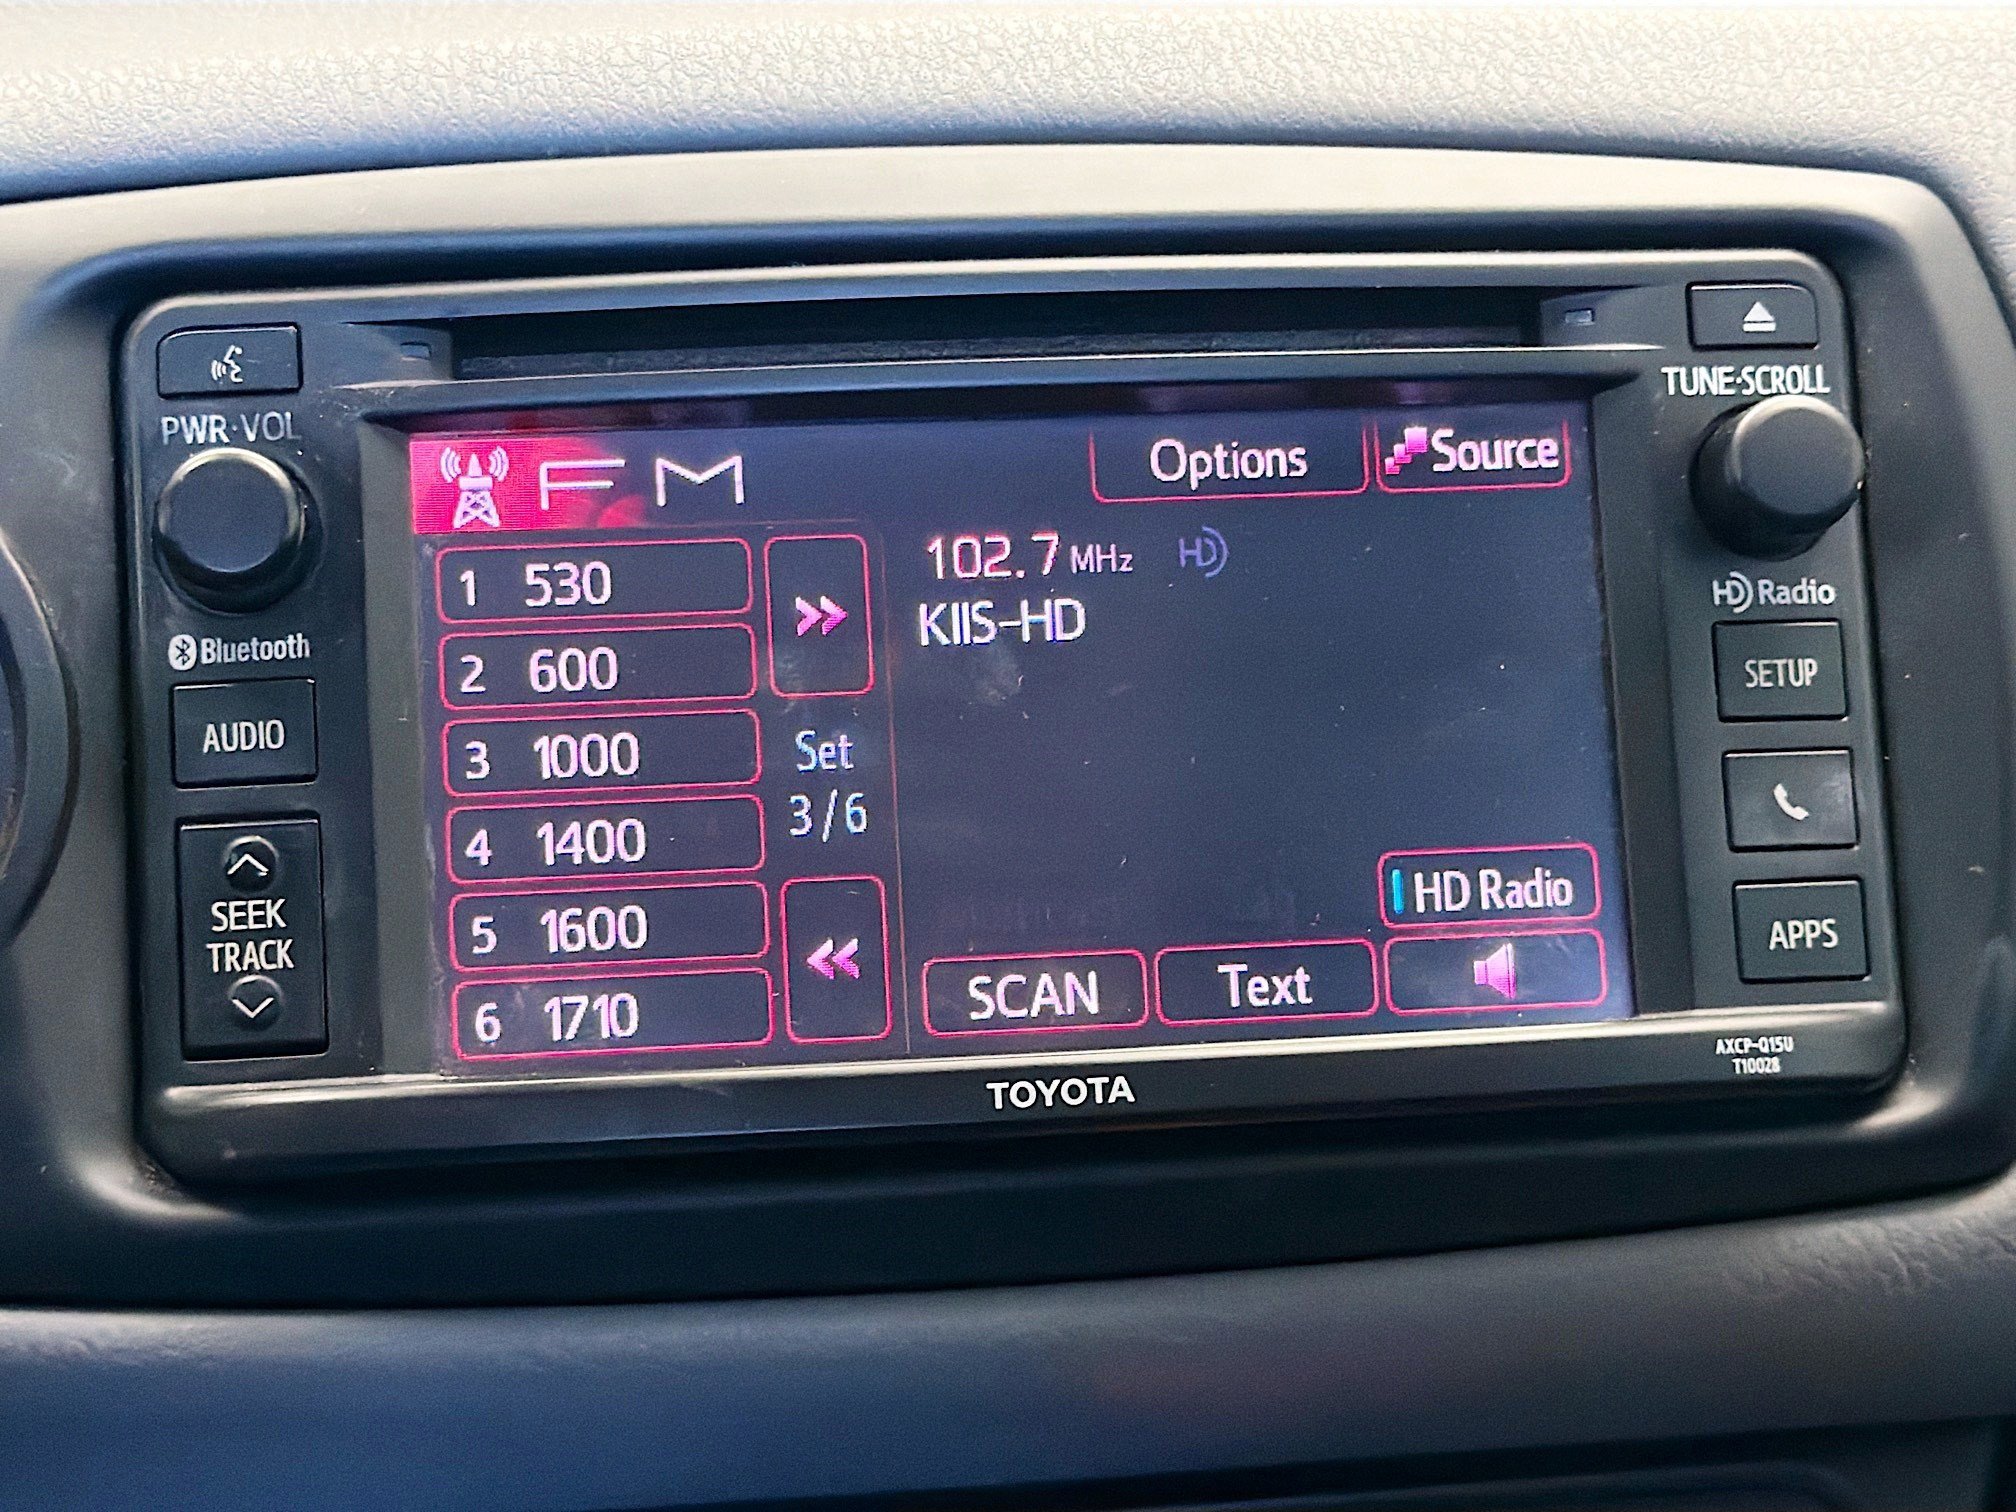 PWR·VOL
Bluetooth
AUDIO
SEEK
TRACK
FM
Options
Source
1 530
2 600
3 1000
4 1400
5 1600
6 1710
Set
3/6
102.7 MHz HD
KIIS-HD
HD Radio
SCAN
Text
TUNE·SCROLL
HD Radio
SETUP
APPS
AXCP-Q15U
T10028
TOYOTA